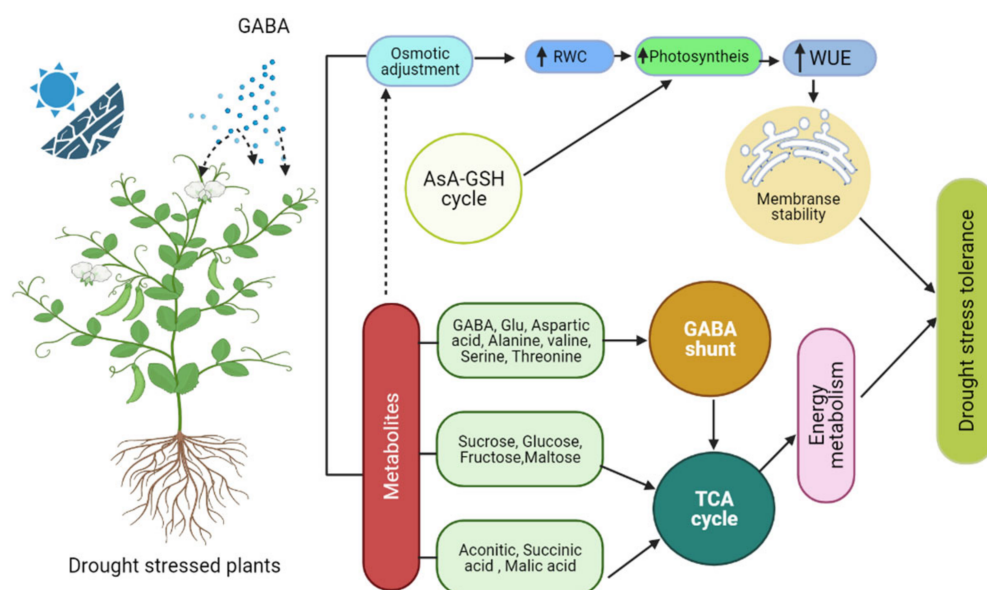 GABA
Drought stressed plants
Osmotic
adjustment
RWC
Photosyntheis
WUE
AsA-GSH
cycle
Membranse
stability
Metabolites
GABA, Glu, Aspartic
acid, Alanine, valine,
Serine, Threonine
GABA
shunt
Sucrose, Glucose,
Fructose,Maltose
TCA
cycle
Aconitic, Succinic
acid , Malic acid
Energy
metabolism
Drought stress tolerance